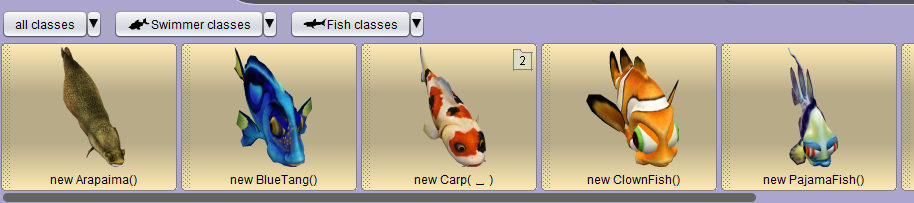 all classes
Swimmer classes
Fish classes
2
new Arapaima()
new BlueTang()
new Carp( _ )
new ClownFish()
new PajamaFish()